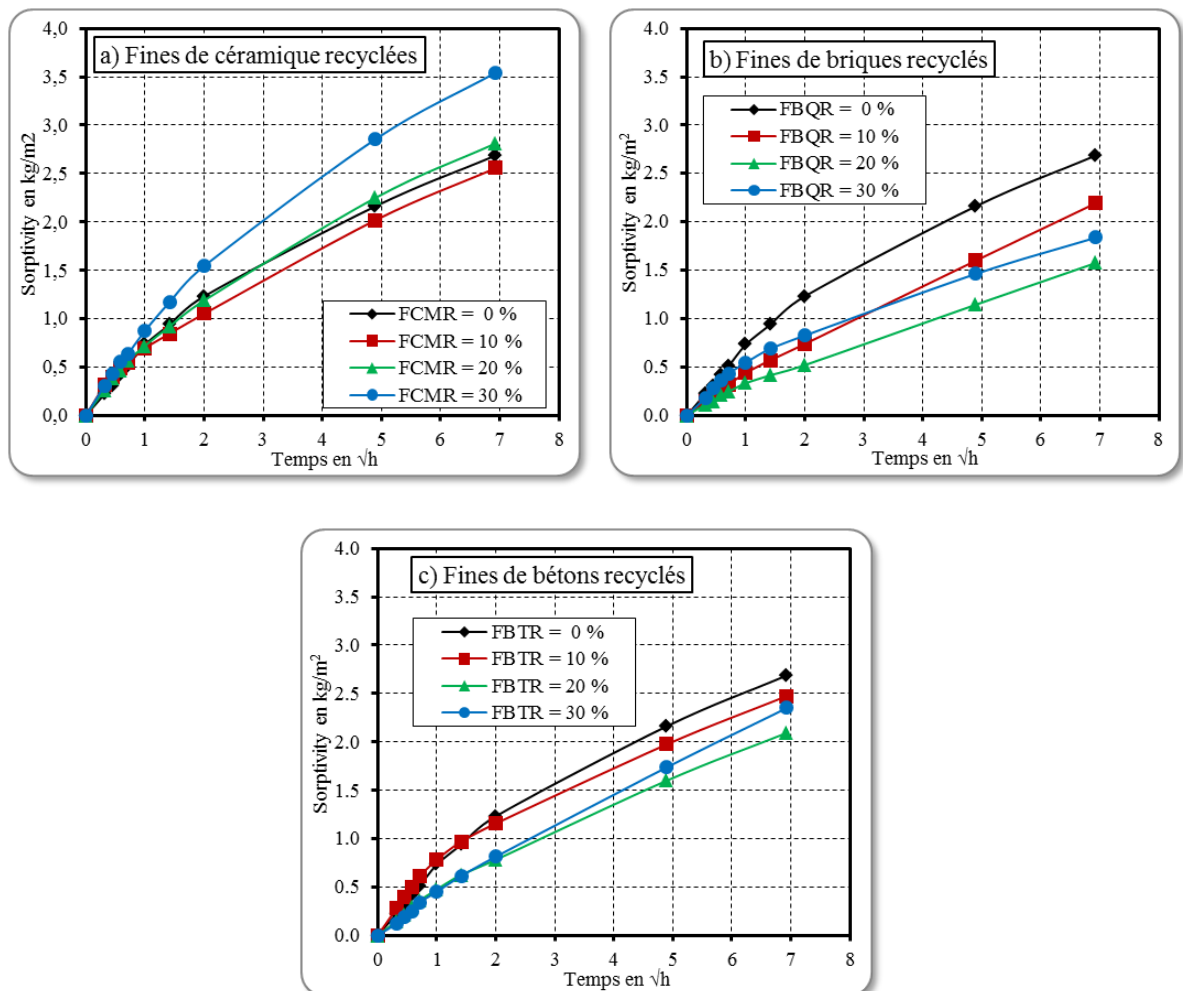 a) Fines de céramique recyclées
Sorptivity en kg/m2
4,0
3,5
3,0
2,5
2,0
1,5
1,0
0,5
0,0
FCMR = 0 %
FCMR = 10 %
FCMR = 20 %
FCMR = 30 %
0 1 2 3 4 5 6 7 8
Temps en √h
b) Fines de briques recyclés
Sorptivity en kg/m²
4.0
3.5
3.0
2.5
2.0
1.5
1.0
0.5
0.0
FBQR = 0 %
FBQR = 10 %
FBQR = 20 %
FBQR = 30 %
0 1 2 3 4 5 6 7 8
Temps en √h
c) Fines de bétons recyclés
Sorptivity en kg/m²
4.0
3.5
3.0
2.5
2.0
1.5
1.0
0.5
0.0
FBTR = 0 %
FBTR = 10 %
FBTR = 20 %
FBTR = 30 %
0 1 2 3 4 5 6 7 8
Temps en √h